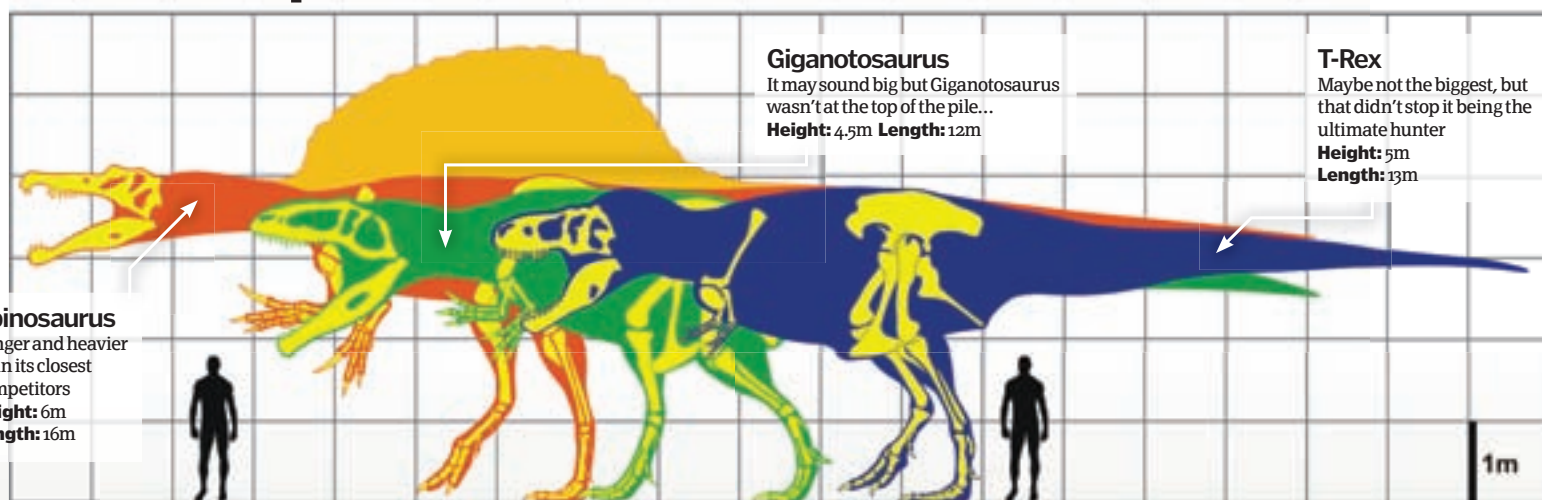 Giganotosaurus
It may sound big but Giganotosaurus
wasn't at the top of the pile...
Height: 4.5m Length: 12m
T-Rex
Maybe not the biggest, but
that didn't stop it being the
ultimate hunter
Height: 5m
Length: 13m
pinosaurus
nger and heavier
n its closest
mpetitors
ight: 6m
ngth: 16m
1m